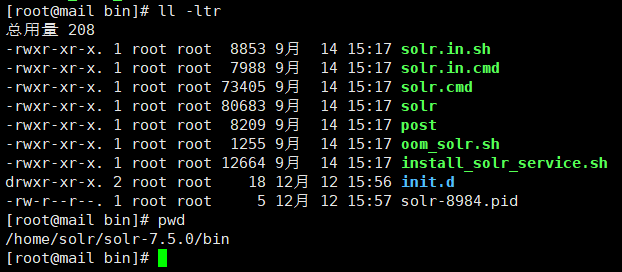 [root@mail bin]# ll -ltr
总用量 208
-rwxr-xr-x. 1 root root  8853 9月  14 15:17 solr.in.sh
-rwxr-xr-x. 1 root root  7988 9月  14 15:17 solr.in.cmd
-rwxr-xr-x. 1 root root 73405 9月  14 15:17 solr.cmd
-rwxr-xr-x. 1 root root 80683 9月  14 15:17 solr
-rwxr-xr-x. 1 root root  8209 9月  14 15:17 post
-rwxr-xr-x. 1 root root  1255 9月  14 15:17 oom_solr.sh
-rwxr-xr-x. 1 root root 12664 9月  14 15:17 install_solr_service.sh
drwxr-xr-x. 2 root root    18 12月 12 15:56 init.d
-rw-r--r--. 1 root root     5 12月 12 15:57 solr-8984.pid
[root@mail bin]# pwd
/home/solr/solr-7.5.0/bin
[root@mail bin]#